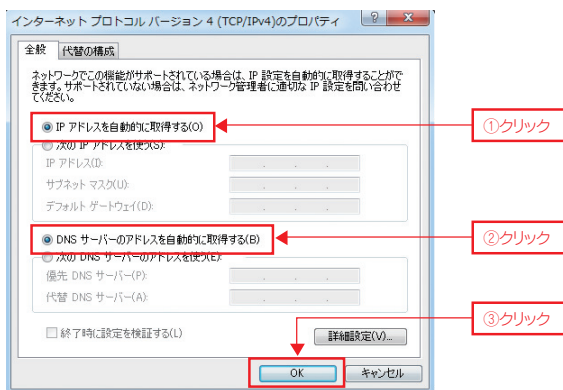 インターネット プロトコル バージョン 4 (TCP/IPv4)のプロパティ
全般 代替の構成
ネットワークでこの機能がサポートされている場合は、IP 設定を自動的に取得することがで
きます。サポートされていない場合は、ネットワーク管理者に適切な IP 設定を問い合わせ
てください。
IP アドレスを自動的に取得する(O)
①クリック
次の IP アドレスを使う(S):
IP アドレス(I):
サブネット マスク(U):
デフォルト ゲートウェイ(D):
DNS サーバーのアドレスを自動的に取得する(B)
②クリック
次の DNS サーバーのアドレスを使う(E):
優先 DNS サーバー(P):
代替 DNS サーバー(A):
③クリック
終了時に設定を検証する(L)
詳細設定(V)...
OK
キャンセル